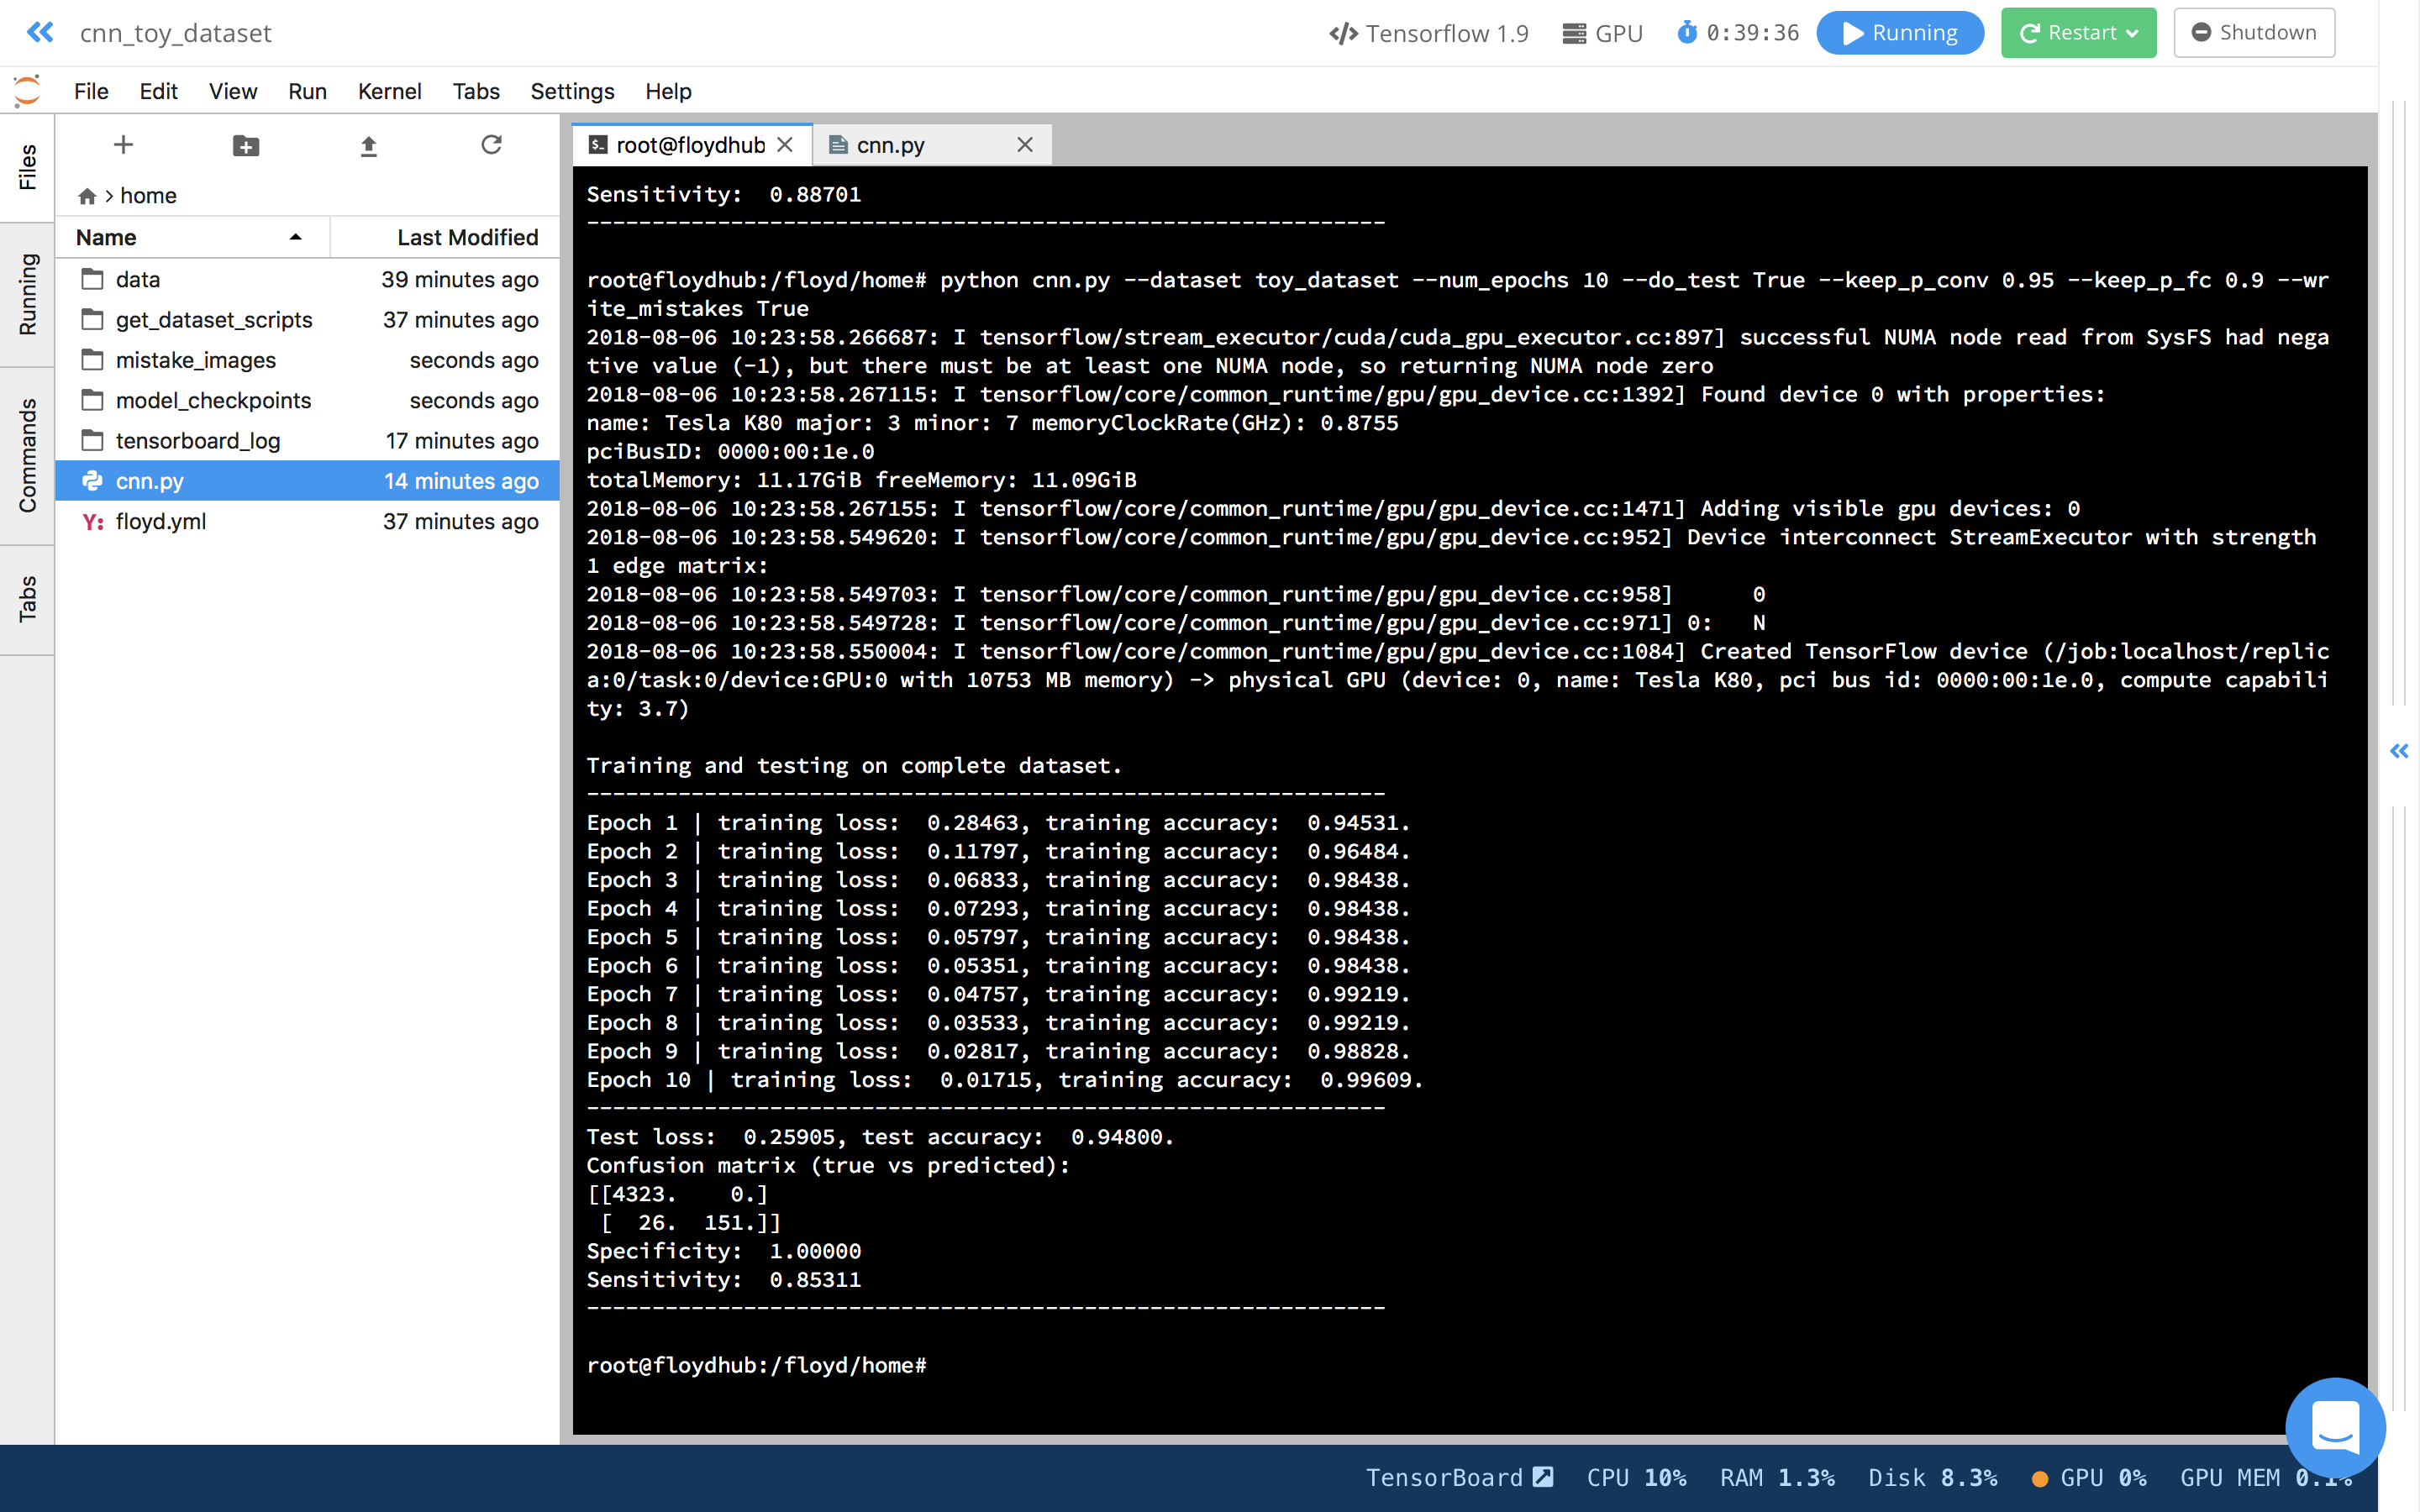 cnn_toy_dataset
Tensorflow 1.9 GPU 0:39:36 Running Restart Shutdown
File Edit View Run Kernel Tabs Settings Help
Files
Running
Commands
Tabs
home
Name Last Modified
data 39 minutes ago
get_dataset_scripts 37 minutes ago
mistake_images seconds ago
model_checkpoints seconds ago
tensorboard_log 17 minutes ago
cnn.py 14 minutes ago
Y: floyd.yml 37 minutes ago
root@floydhub cnn.py
Sensitivity:  0.88701
-------------------------------------------------------------
root@floydhub:/floyd/home# python cnn.py --dataset toy_dataset --num_epochs 10 --do_test True --keep_p_conv 0.95 --keep_p_fc 0.9 --wr
ite_mistakes True
2018-08-06 10:23:58.266687: I tensorflow/stream_executor/cuda/cuda_gpu_executor.cc:897] successful NUMA node read from SysFS had nega
tive value (-1), but there must be at least one NUMA node, so returning NUMA node zero
2018-08-06 10:23:58.267115: I tensorflow/core/common_runtime/gpu/gpu_device.cc:1392] Found device 0 with properties:
name: Tesla K80 major: 3 minor: 7 memoryClockRate(GHz): 0.8755
pciBusID: 0000:00:1e.0
totalMemory: 11.17GiB freeMemory: 11.09GiB
2018-08-06 10:23:58.267155: I tensorflow/core/common_runtime/gpu/gpu_device.cc:1471] Adding visible gpu devices: 0
2018-08-06 10:23:58.549620: I tensorflow/core/common_runtime/gpu/gpu_device.cc:952] Device interconnect StreamExecutor with strength
1 edge matrix:
2018-08-06 10:23:58.549703: I tensorflow/core/common_runtime/gpu/gpu_device.cc:958]      0
2018-08-06 10:23:58.549728: I tensorflow/core/common_runtime/gpu/gpu_device.cc:971] 0:   N
2018-08-06 10:23:58.550004: I tensorflow/core/common_runtime/gpu/gpu_device.cc:1084] Created TensorFlow device (/job:localhost/replic
a:0/task:0/device:GPU:0 with 10753 MB memory) -> physical GPU (device: 0, name: Tesla K80, pci bus id: 0000:00:1e.0, compute capabili
ty: 3.7)
Training and testing on complete dataset.
-------------------------------------------------------------
Epoch 1 | training loss:  0.28463, training accuracy:  0.94531.
Epoch 2 | training loss:  0.11797, training accuracy:  0.96484.
Epoch 3 | training loss:  0.06833, training accuracy:  0.98438.
Epoch 4 | training loss:  0.07293, training accuracy:  0.98438.
Epoch 5 | training loss:  0.05797, training accuracy:  0.98438.
Epoch 6 | training loss:  0.05351, training accuracy:  0.98438.
Epoch 7 | training loss:  0.04757, training accuracy:  0.99219.
Epoch 8 | training loss:  0.03533, training accuracy:  0.99219.
Epoch 9 | training loss:  0.02817, training accuracy:  0.98828.
Epoch 10 | training loss:  0.01715, training accuracy:  0.99609.
-------------------------------------------------------------
Test loss:  0.25905, test accuracy:  0.94800.
Confusion matrix (true vs predicted):
[[4323.    0.]
 [  26.  151.]]
Specificity:  1.00000
Sensitivity:  0.85311
-------------------------------------------------------------
root@floydhub:/floyd/home#
TensorBoard CPU 10% RAM 1.3% Disk 8.3% GPU 0% GPU MEM 0.1%